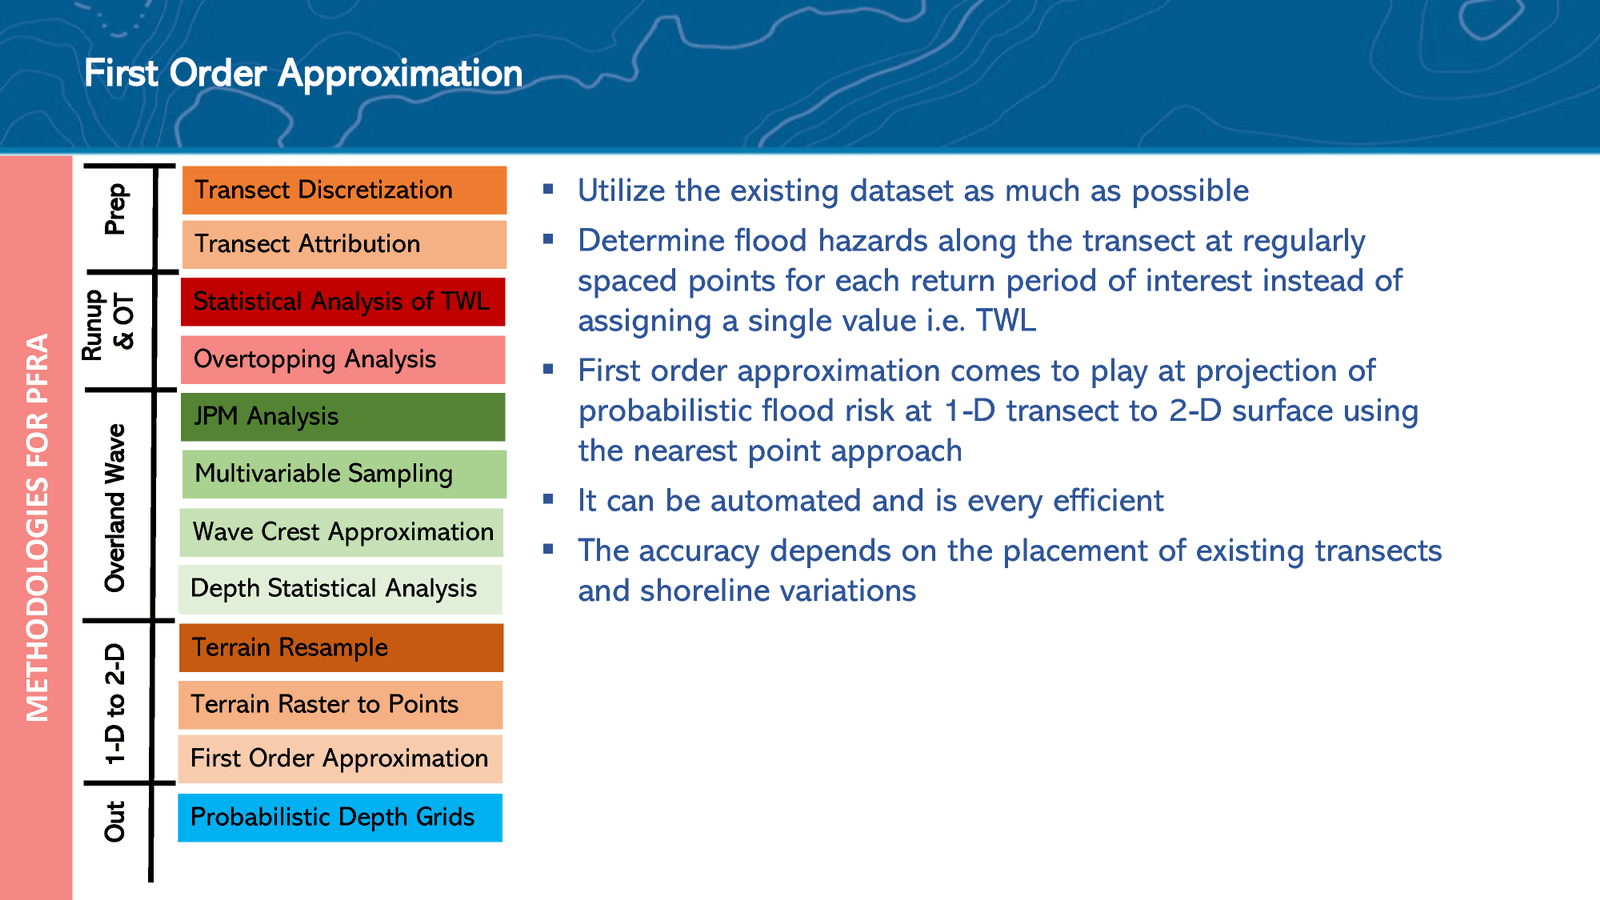 First Order Approximation
METHODOLOGIES FOR PFRA
Prep
Transect Discretization
Transect Attribution
Runup
& OT
Statistical Analysis of TWL
Overtopping Analysis
Overland Wave
JPM Analysis
Multivariable Sampling
Wave Crest Approximation
Depth Statistical Analysis
1-D to 2-D
Terrain Resample
Terrain Raster to Points
First Order Approximation
Out
Probabilistic Depth Grids
▪ Utilize the existing dataset as much as possible
▪ Determine flood hazards along the transect at regularly
spaced points for each return period of interest instead of
assigning a single value i.e. TWL
▪ First order approximation comes to play at projection of
probabilistic flood risk at 1-D transect to 2-D surface using
the nearest point approach
▪ It can be automated and is every efficient
▪ The accuracy depends on the placement of existing transects
and shoreline variations